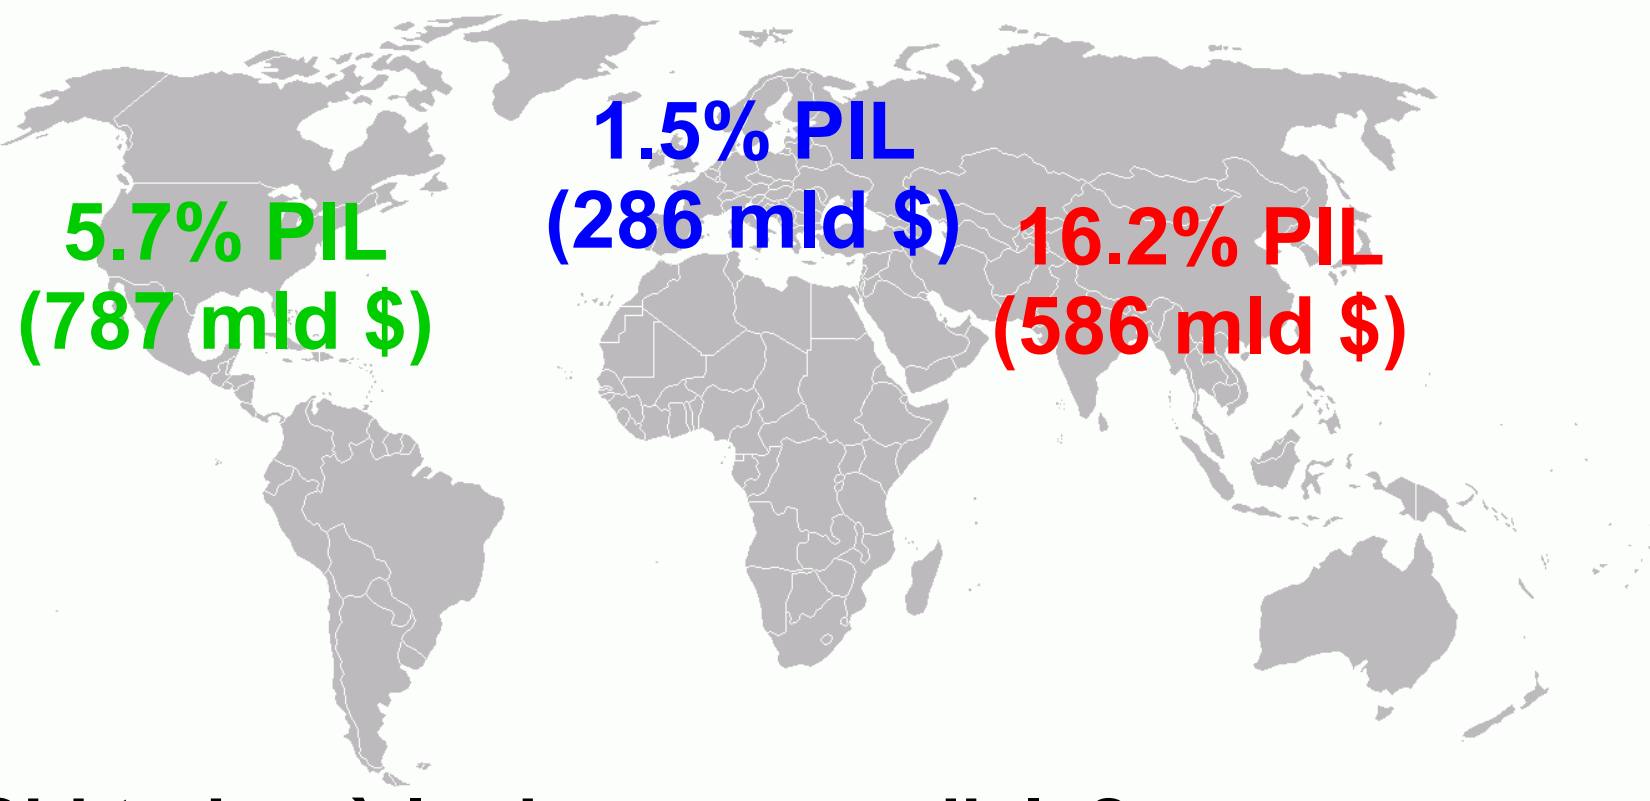 5.7% PIL
(787 mld $)
1.5% PIL
(286 mld $)
16.2% PIL
(586 mld $)